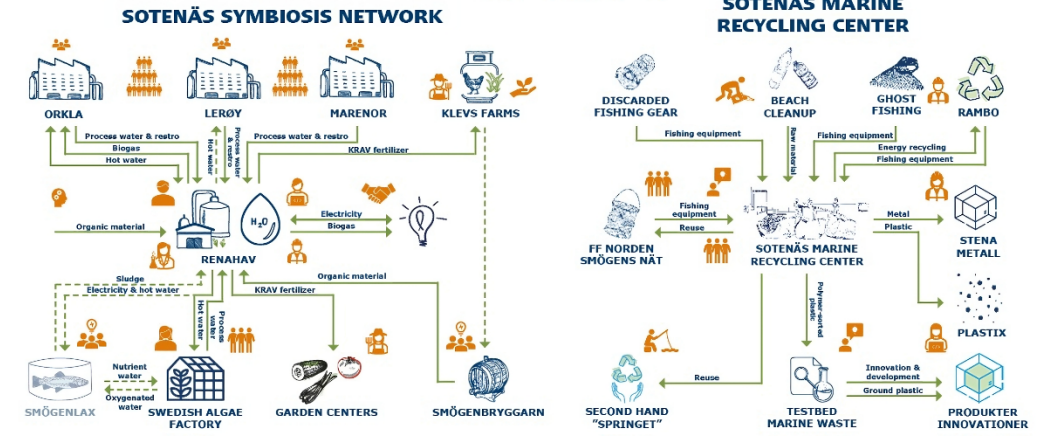 SOTENÄS SYMBIOSIS NETWORK
ORKLA
LERØY
MARENOR
KLEVS FARMS
Process water & restro
Biogas
Hot water
Hot water
Process water
& restro
Process water & restro
KRAV fertilizer
Organic material
H₂O
Electricity
Biogas
RENAHAV
Sludge
Electricity & hot water
Hot water
Process
water
KRAV fertilizer
Organic material
Nutrient
water
Oxygenated
water
SMÖGENLAX
SWEDISH ALGAE
FACTORY
GARDEN CENTERS
SMÖGENBRYGGARN
SOTENÄS MARINE
RECYCLING CENTER
DISCARDED
FISHING GEAR
BEACH
CLEANUP
GHOST
FISHING
RAMBO
Fishing equipment
Raw material
Fishing equipment
Energy recycling
Fishing equipment
Fishing
equipment
Reuse
FF NORDEN
SMÖGENS NÄT
SOTENÄS MARINE
RECYCLING CENTER
Metal
Plastic
STENA
METALL
PLASTIX
Polymer-sorted
plastic
Reuse
Innovation &
development
Ground plastic
SECOND HAND
"SPRINGET"
TESTBED
MARINE WASTE
PRODUKTER
INNOVATIONER